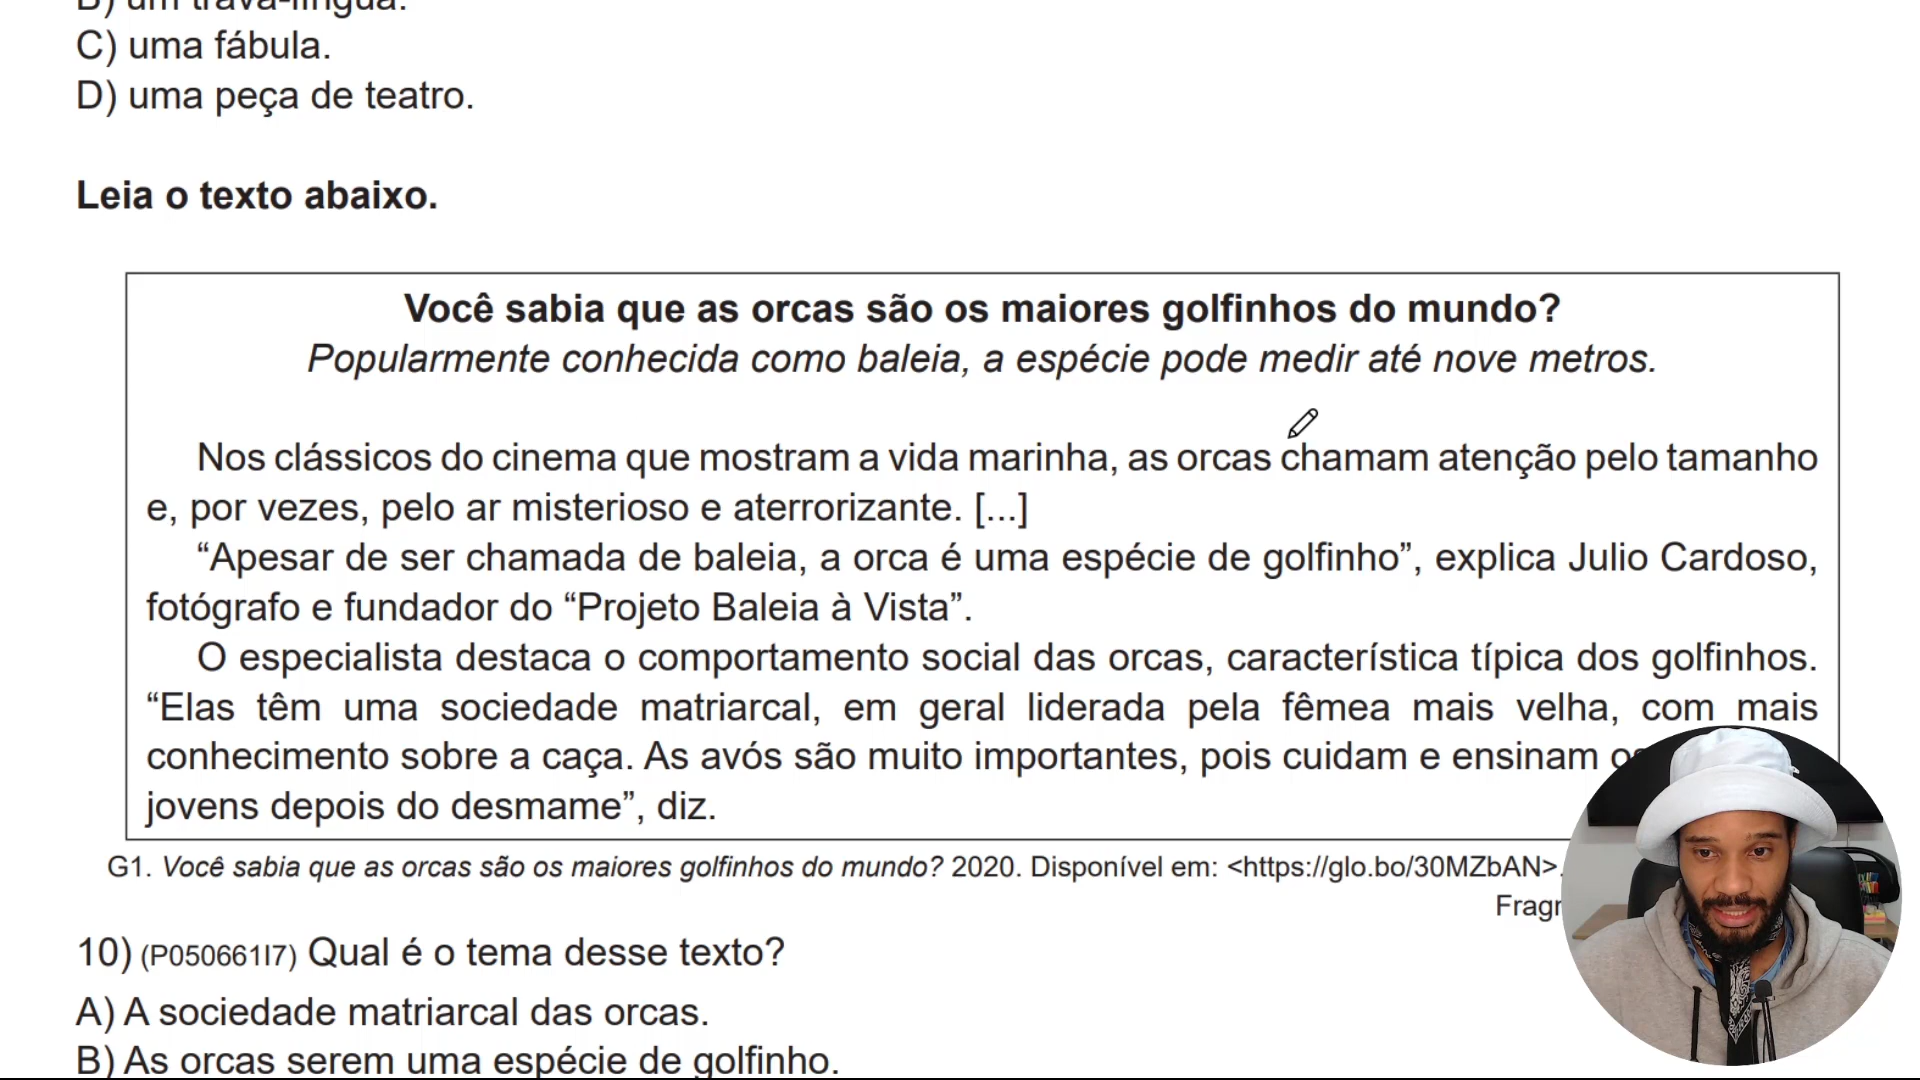 B) um trava-língua.
C) uma fábula.
D) uma peça de teatro.
Leia o texto abaixo.
Você sabia que as orcas são os maiores golfinhos do mundo?
Popularmente conhecida como baleia, a espécie pode medir até nove metros.
Nos clássicos do cinema que mostram a vida marinha, as orcas chamam atenção pelo tamanho
e, por vezes, pelo ar misterioso e aterrorizante. [...]
“Apesar de ser chamada de baleia, a orca é uma espécie de golfinho”, explica Julio Cardoso,
fotógrafo e fundador do “Projeto Baleia à Vista”.
O especialista destaca o comportamento social das orcas, característica típica dos golfinhos.
“Elas têm uma sociedade matriarcal, em geral liderada pela fêmea mais velha, com mais
conhecimento sobre a caça. As avós são muito importantes, pois cuidam e ensinam
jovens depois do desmame”, diz.
G1. Você sabia que as orcas são os maiores golfinhos do mundo? 2020. Disponível em: <https://glo.bo/30MZbAN>.
10) (P050661I7) Qual é o tema desse texto?
A) A sociedade matriarcal das orcas.
B) As orcas serem uma espécie de golfinho.